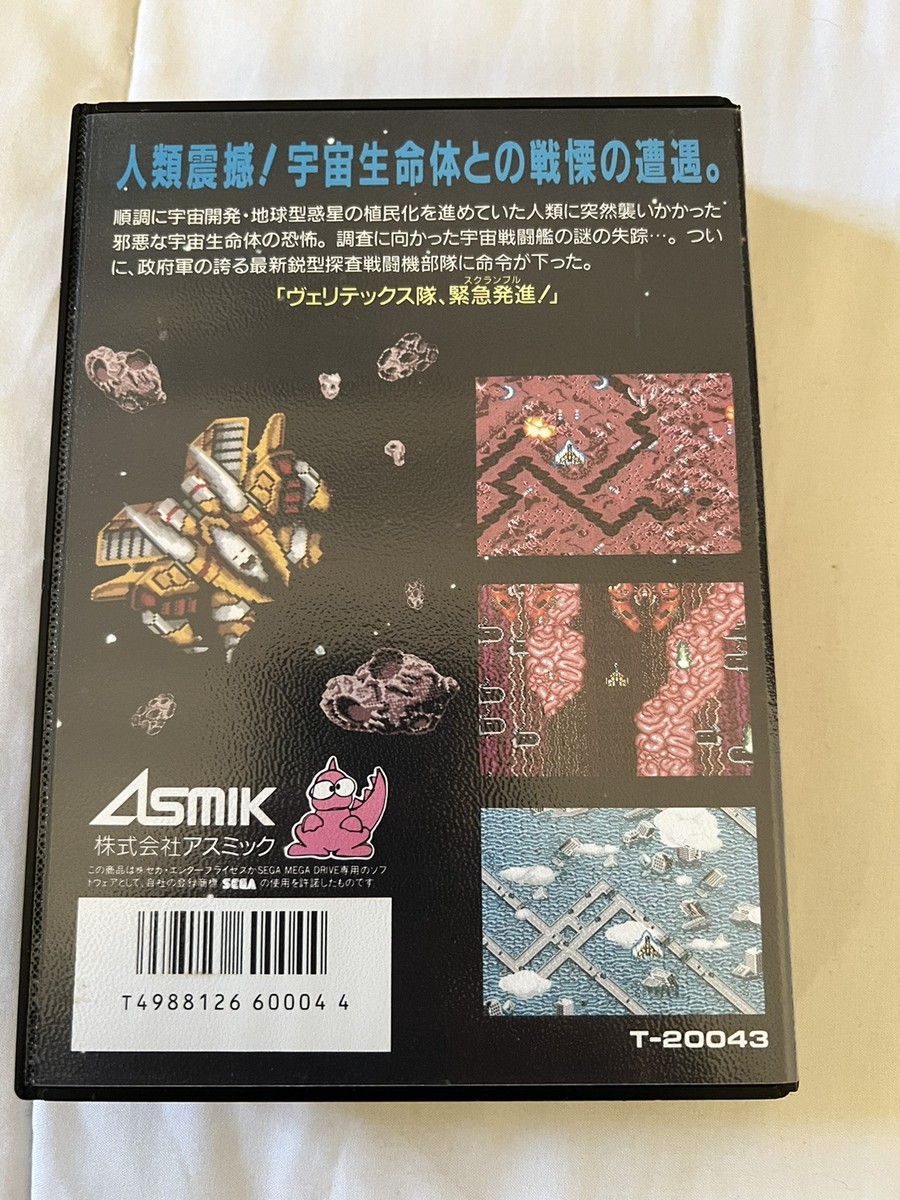 人類震撼！宇宙生命体との戦慄の遭遇。
順調に宇宙開発・地球型惑星の植民化を進めていた人類に突然襲いかかった
邪悪な宇宙生命体の恐怖。調査に向かった宇宙戦闘艦の謎の失踪…。つい
に、政府軍の誇る最新鋭型探査戦闘機部隊に命令が下った。
スクランブル
「ヴェリテックス隊、緊急発進！」
ASMIK
株式会社アスミック
この商品は㈱セガ・エンタープライゼスがSEGA MEGA DRIVE専用のソフ
トウェアとして、自社の登録商標 SEGA の使用を許諾したものです。
T4988126 60004 4
T-20043